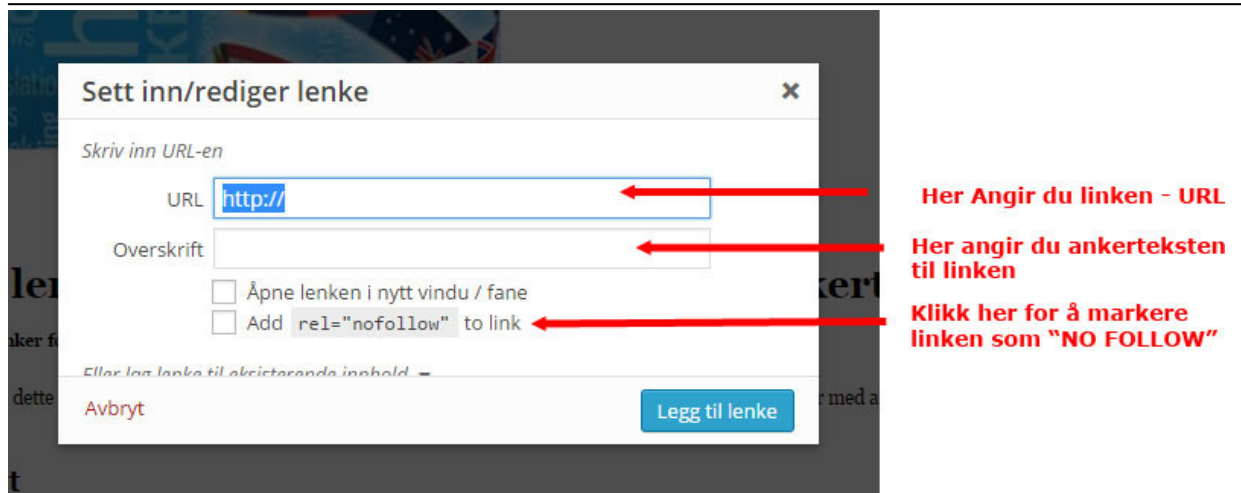 Sett inn/rediger lenke
Skriv inn URL-en
URL http://
Her Angir du linken - URL
Overskrift
Her angir du ankerteksten
til linken
Åpne lenken i nytt vindu / fane
Add rel="nofollow" to link
Klikk her for å markere
linken som “NO FOLLOW”
Eller lag lenke til eksisterende innhold
Avbryt
Legg til lenke
dette
med a